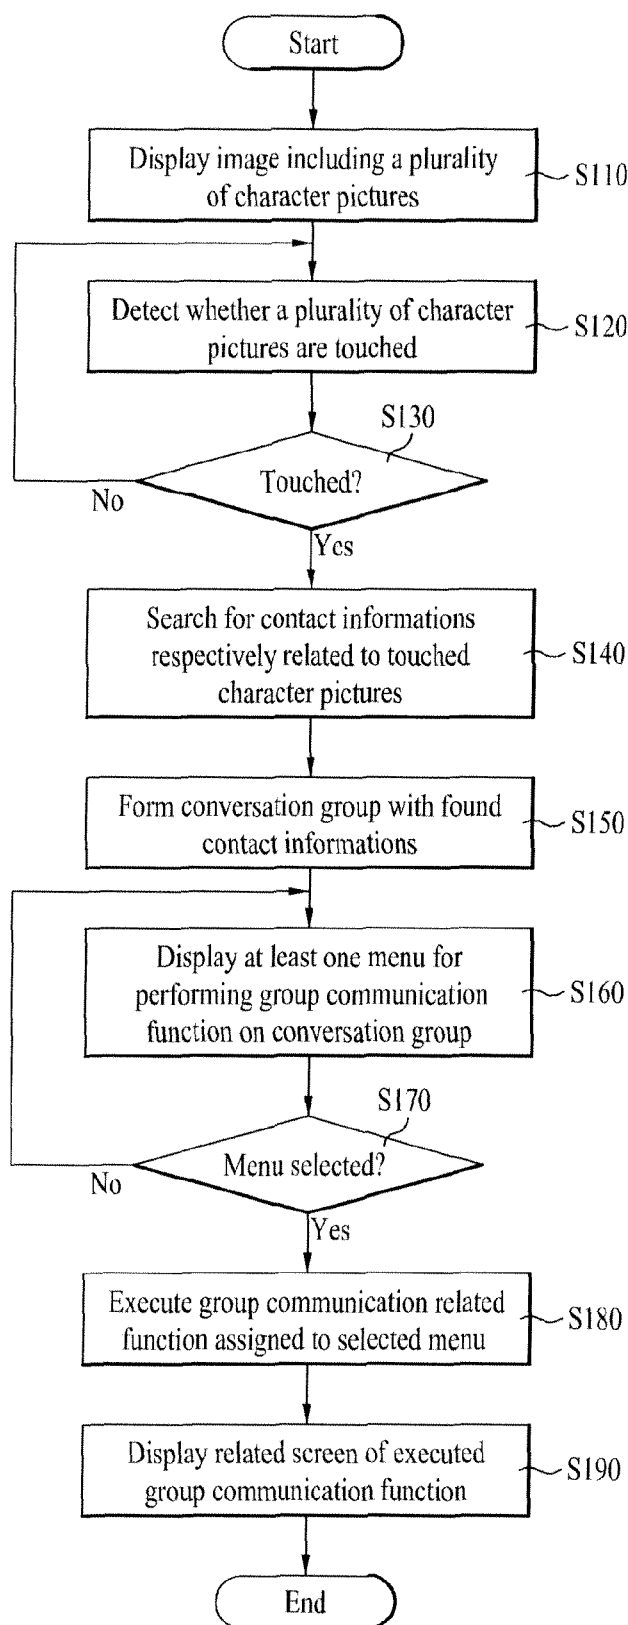 Start
Display image including a plurality
of character pictures
S110
Detect whether a plurality of character
pictures are touched
S120
S130
Touched?
No
Yes
Search for contact informations
respectively related to touched
character pictures
S140
Form conversation group with found
contact informations
S150
Display at least one menu for
performing group communication
function on conversation group
S160
S170
Menu selected?
No
Yes
Execute group communication related
function assigned to selected menu
S180
Display related screen of executed
group communication function
S190
End